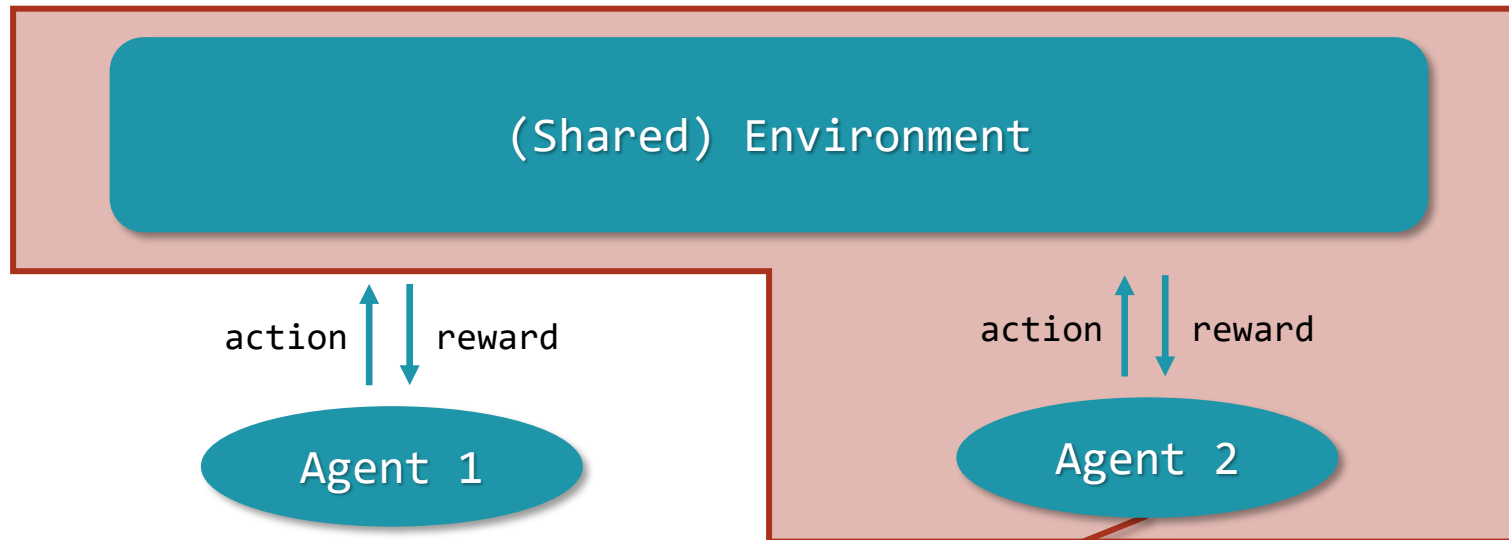 (Shared) Environment
action reward
action reward
Agent 1
Agent 2